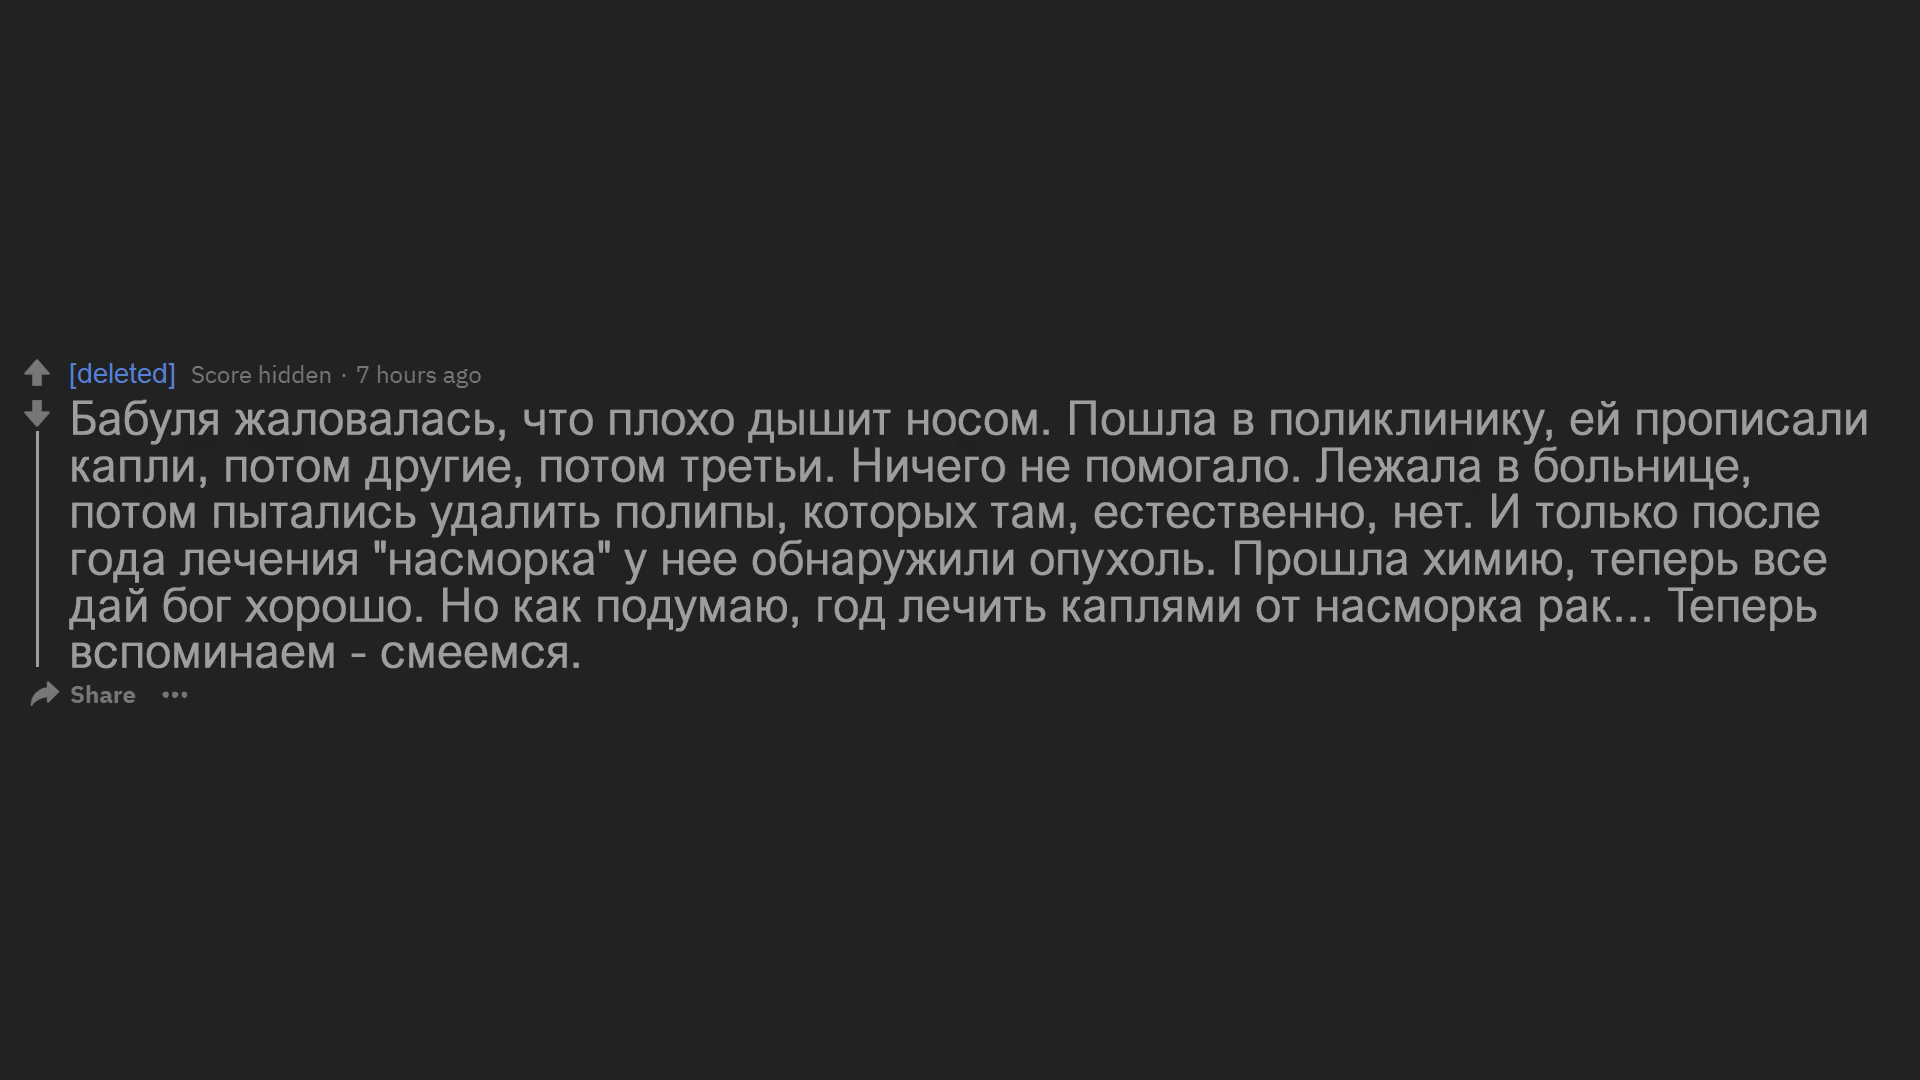 [deleted] Score hidden · 7 hours ago
Бабуля жаловалась, что плохо дышит носом. Пошла в поликлинику, ей прописали
капли, потом другие, потом третьи. Ничего не помогало. Лежала в больнице,
потом пытались удалить полипы, которых там, естественно, нет. И только после
года лечения "насморка" у нее обнаружили опухоль. Прошла химию, теперь все
дай бог хорошо. Но как подумаю, год лечить каплями от насморка рак... Теперь
вспоминаем - смеемся.
Share ···